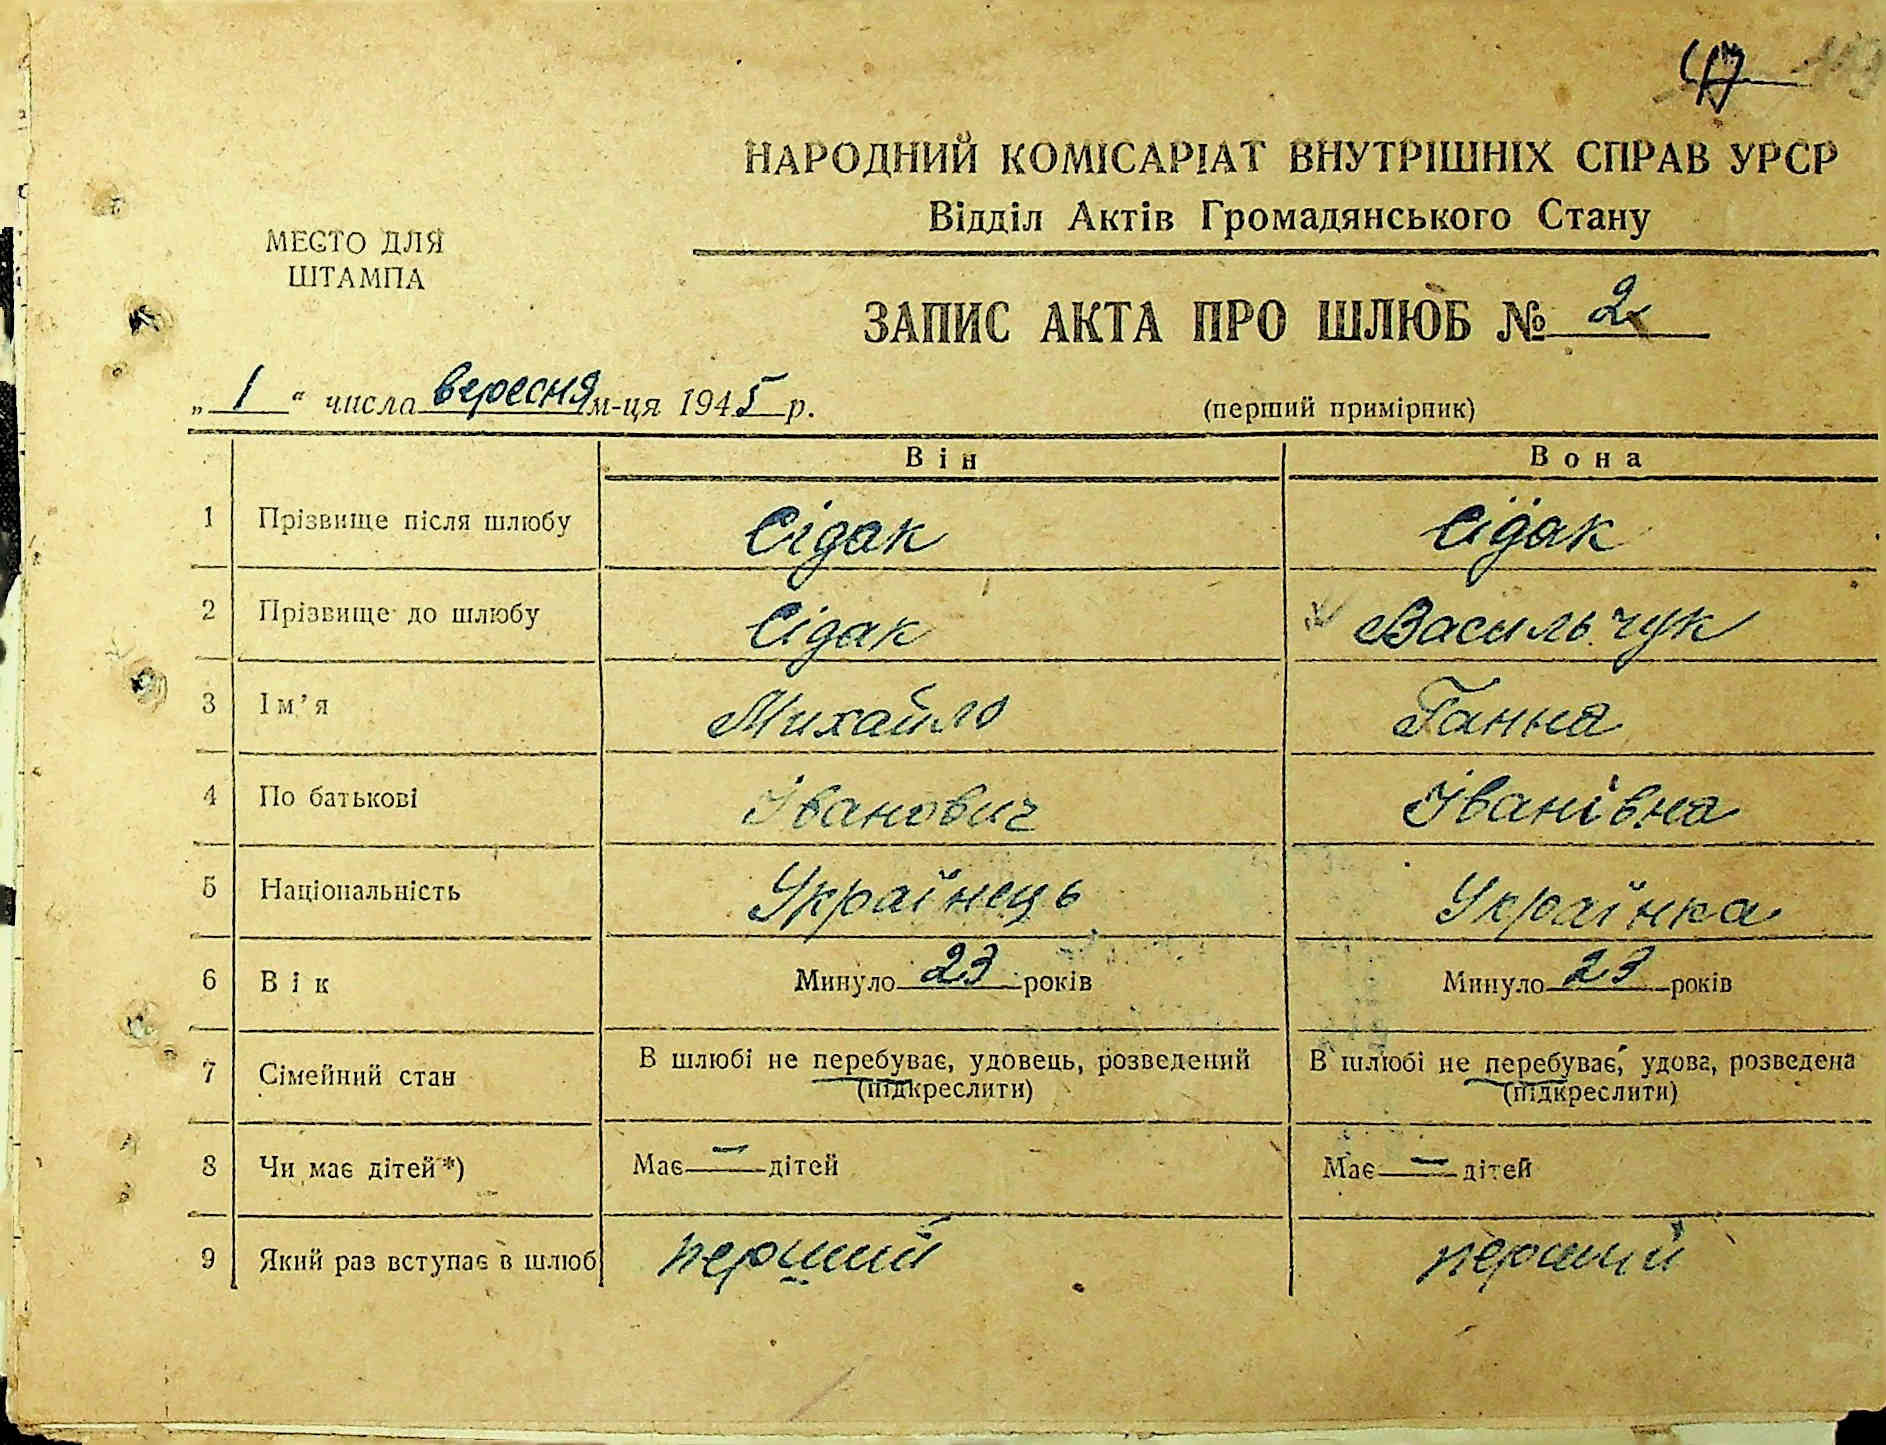 47
НАРОДНИЙ КОМІСАРІАТ ВНУТРІШНІХ СПРАВ УРСР
Відділ Актів Громадянського Стану
МЕСТО ДЛЯ
ШТАМПА
ЗАПИС АКТА ПРО ШЛЮБ № 2
„ 1 “ числа вересня м-ця 1945 р.
(перший примірник)
Він Вона
1 Прізвище після шлюбу Сідак Сідак
2 Прізвище до шлюбу Сідак Васильчук
3 Ім’я Михайло Ганна
4 По батькові Іванович Іванівна
5 Національність Українець Українка
6 Вік Минуло 23 років Минуло 23 років
7 Сімейний стан В шлюбі не перебуває, удовець, розведений В шлюбі не перебуває, удова, розведена
(підкреслити) (підкреслити)
8 Чи має дітей*) Має — дітей Має — дітей
9 Який раз вступає в шлюб перший перший